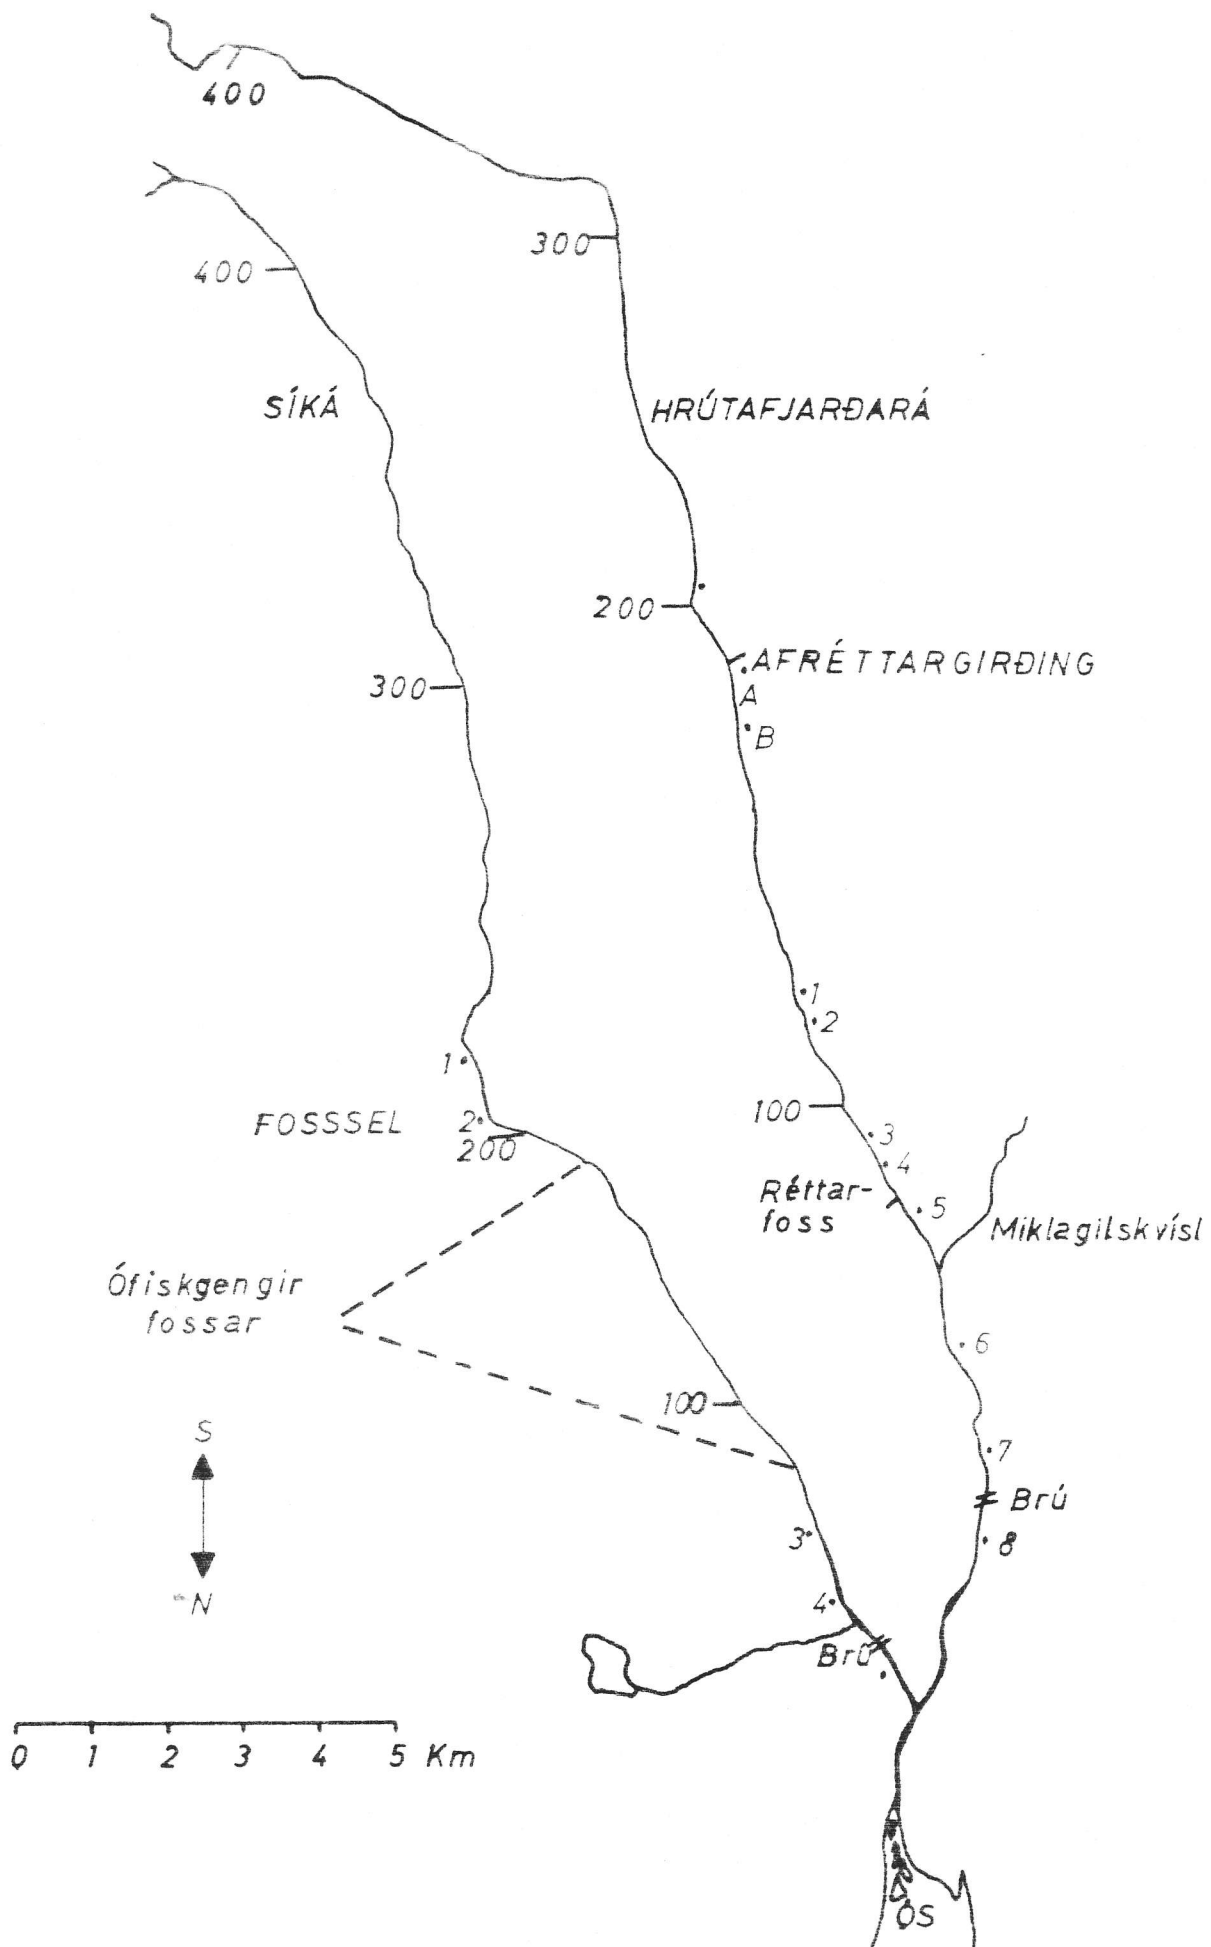 400
300
400
SÍKÁ
HRÚTAFJARÐARÁ
200
AFRÉTTARGIRÐING
300
A
B
1
2
1
100
2
FOSSSEL
3
200
4
Réttar-
foss
5
Miklagilskvísl
Ófiskgengir
fossar
6
100
S
7
Brú
3
8
N
4
Brú
0 1 2 3 4 5 Km
ÓS